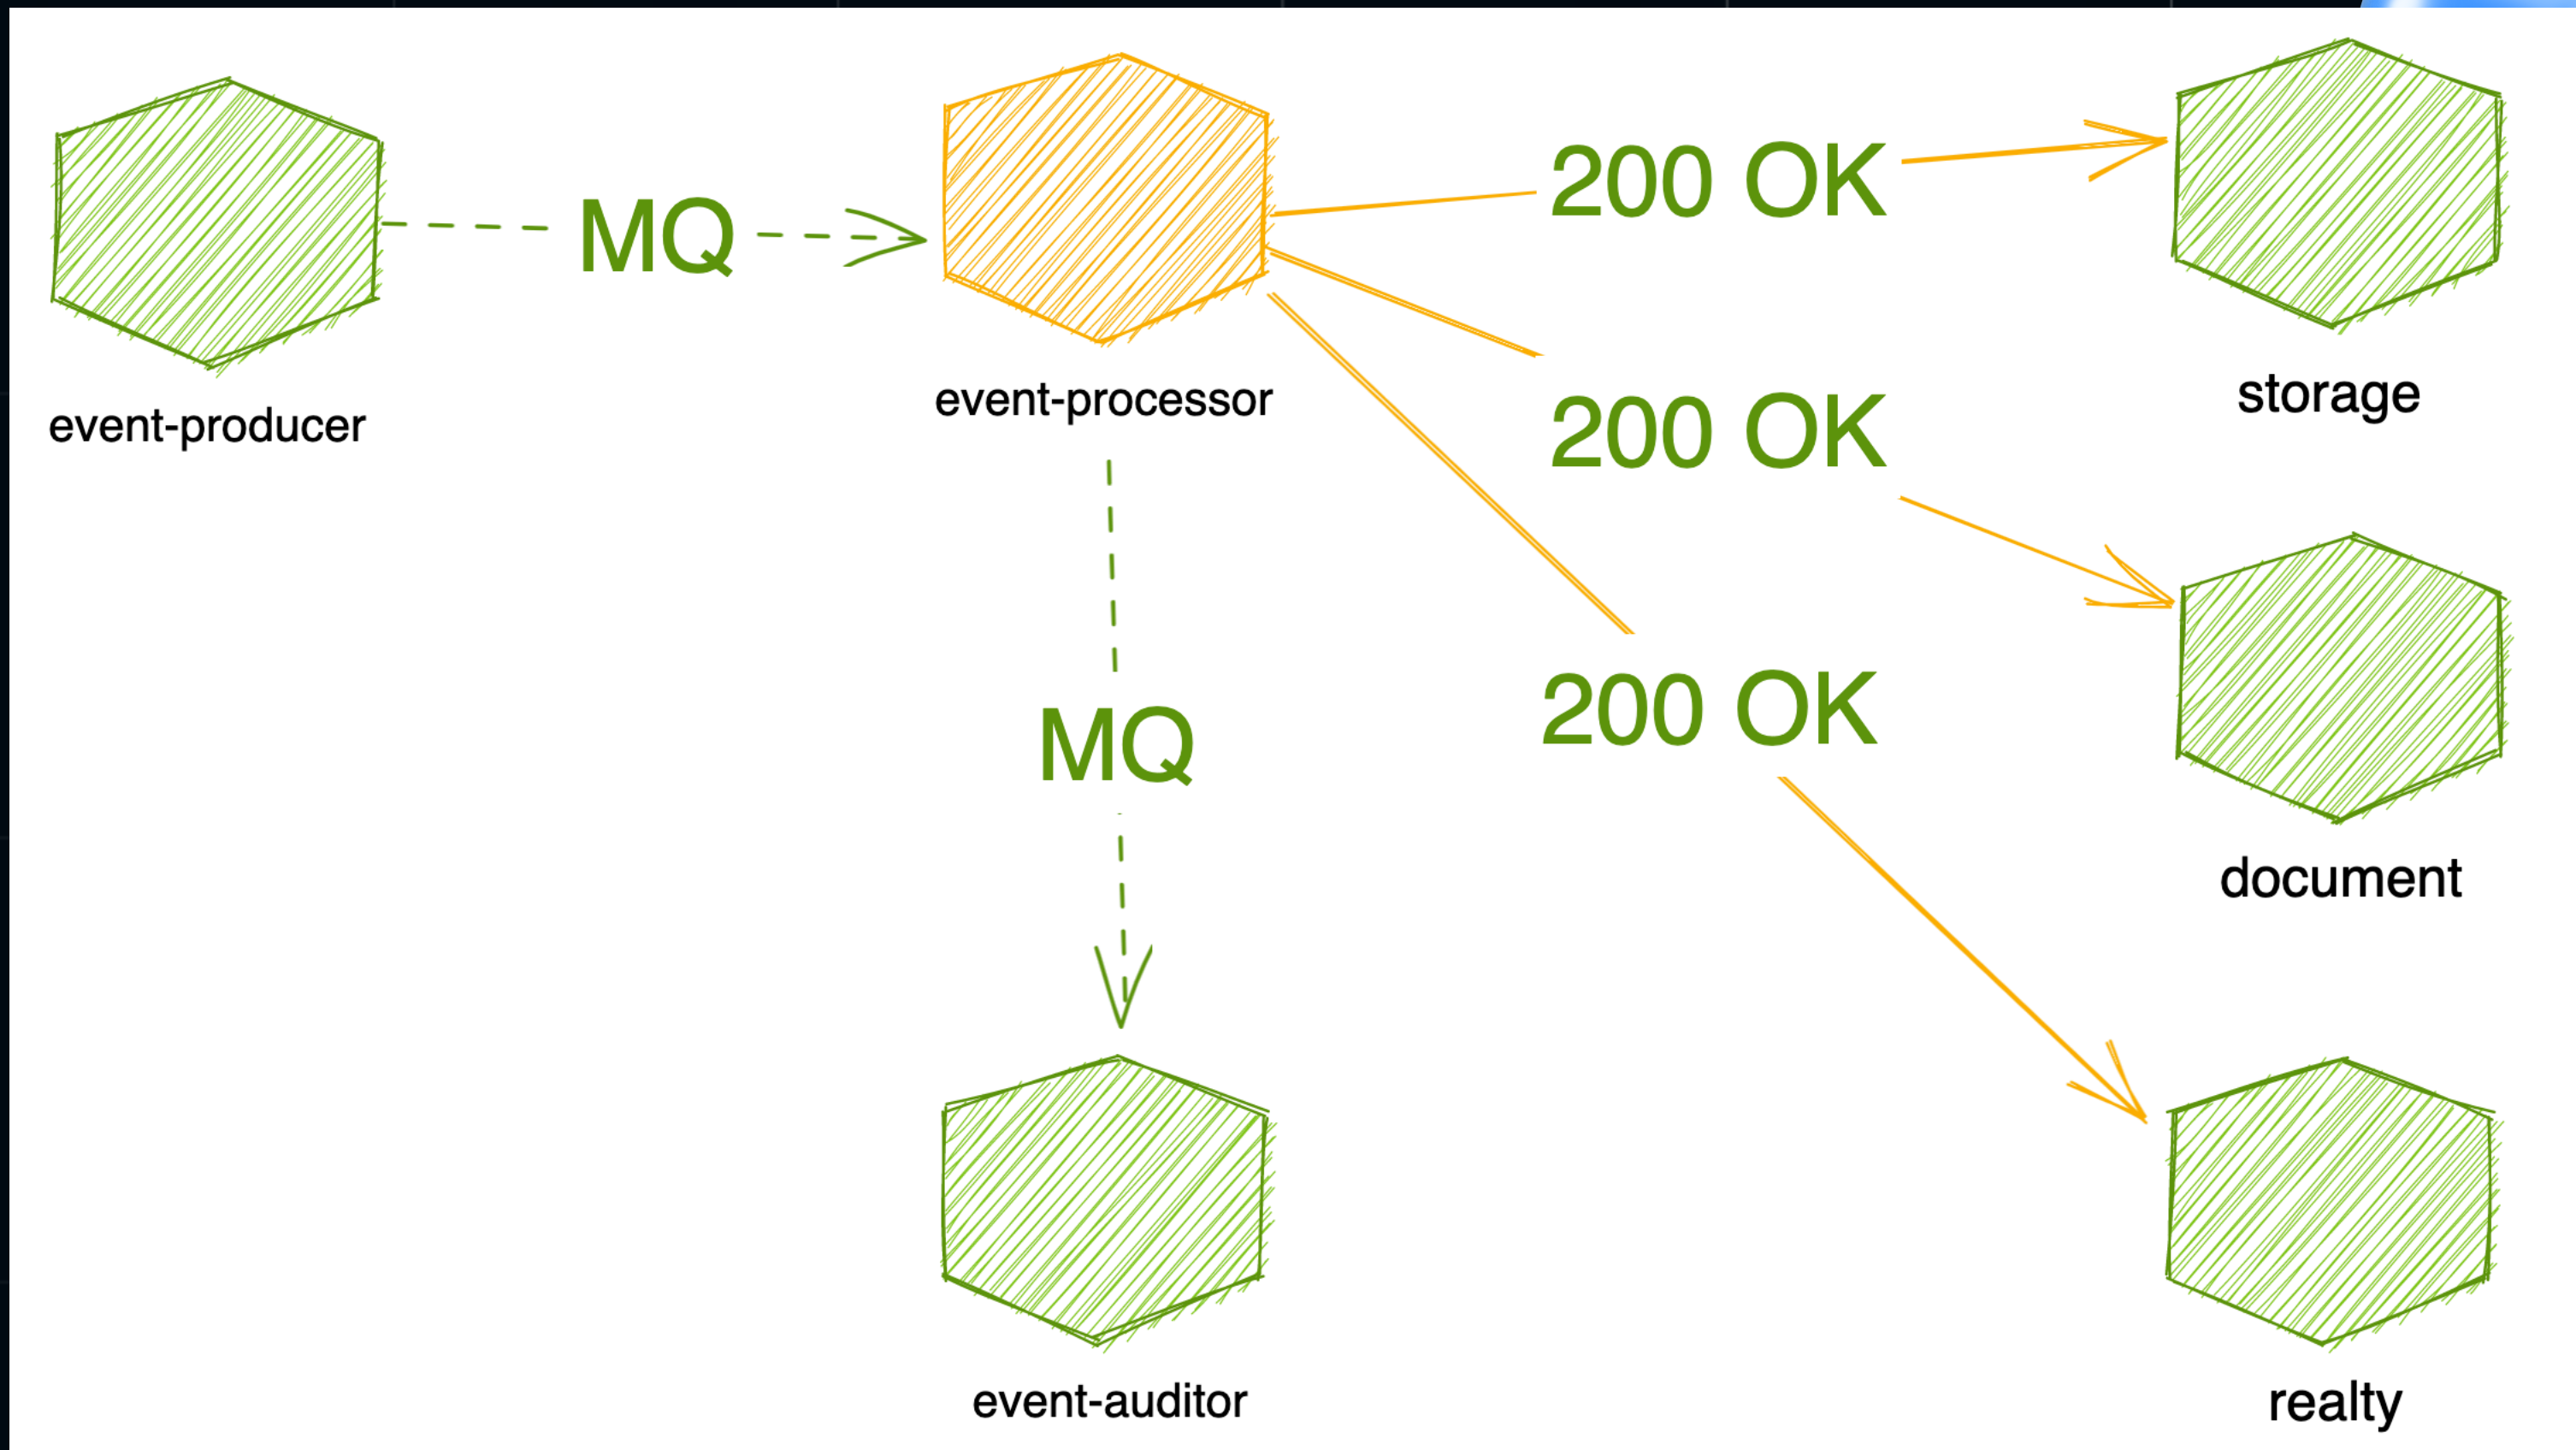 200 OK
MQ
storage
event-processor
event-producer
200 OK
200 OK
MQ
document
event-auditor
realty